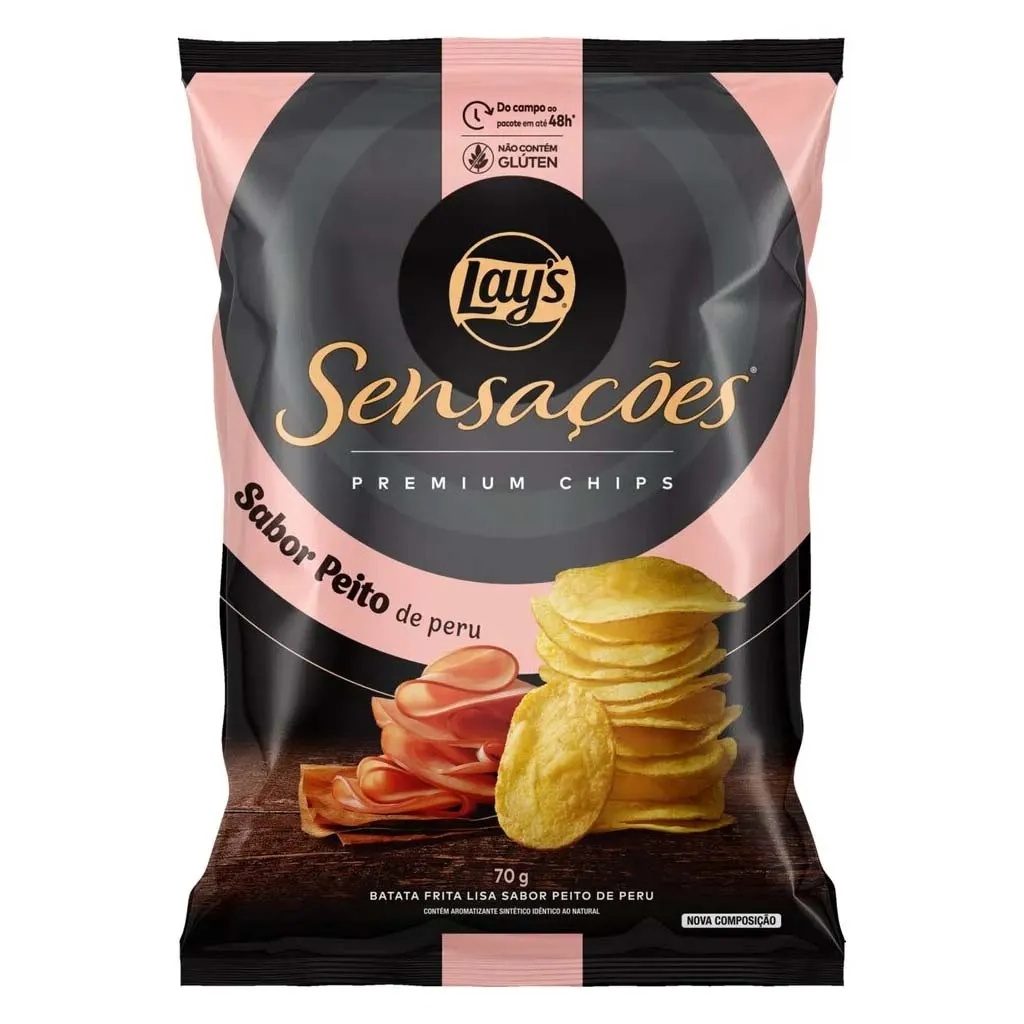 Do campo ao
pacote em até 48h*
NÃO CONTÉM
GLÚTEN
Lay's®
Sensações®
PREMIUM CHIPS
Sabor Peito de peru
70 g
BATATA FRITA LISA SABOR PEITO DE PERU
CONTÉM AROMATIZANTE SINTÉTICO IDÊNTICO AO NATURAL
NOVA COMPOSIÇÃO